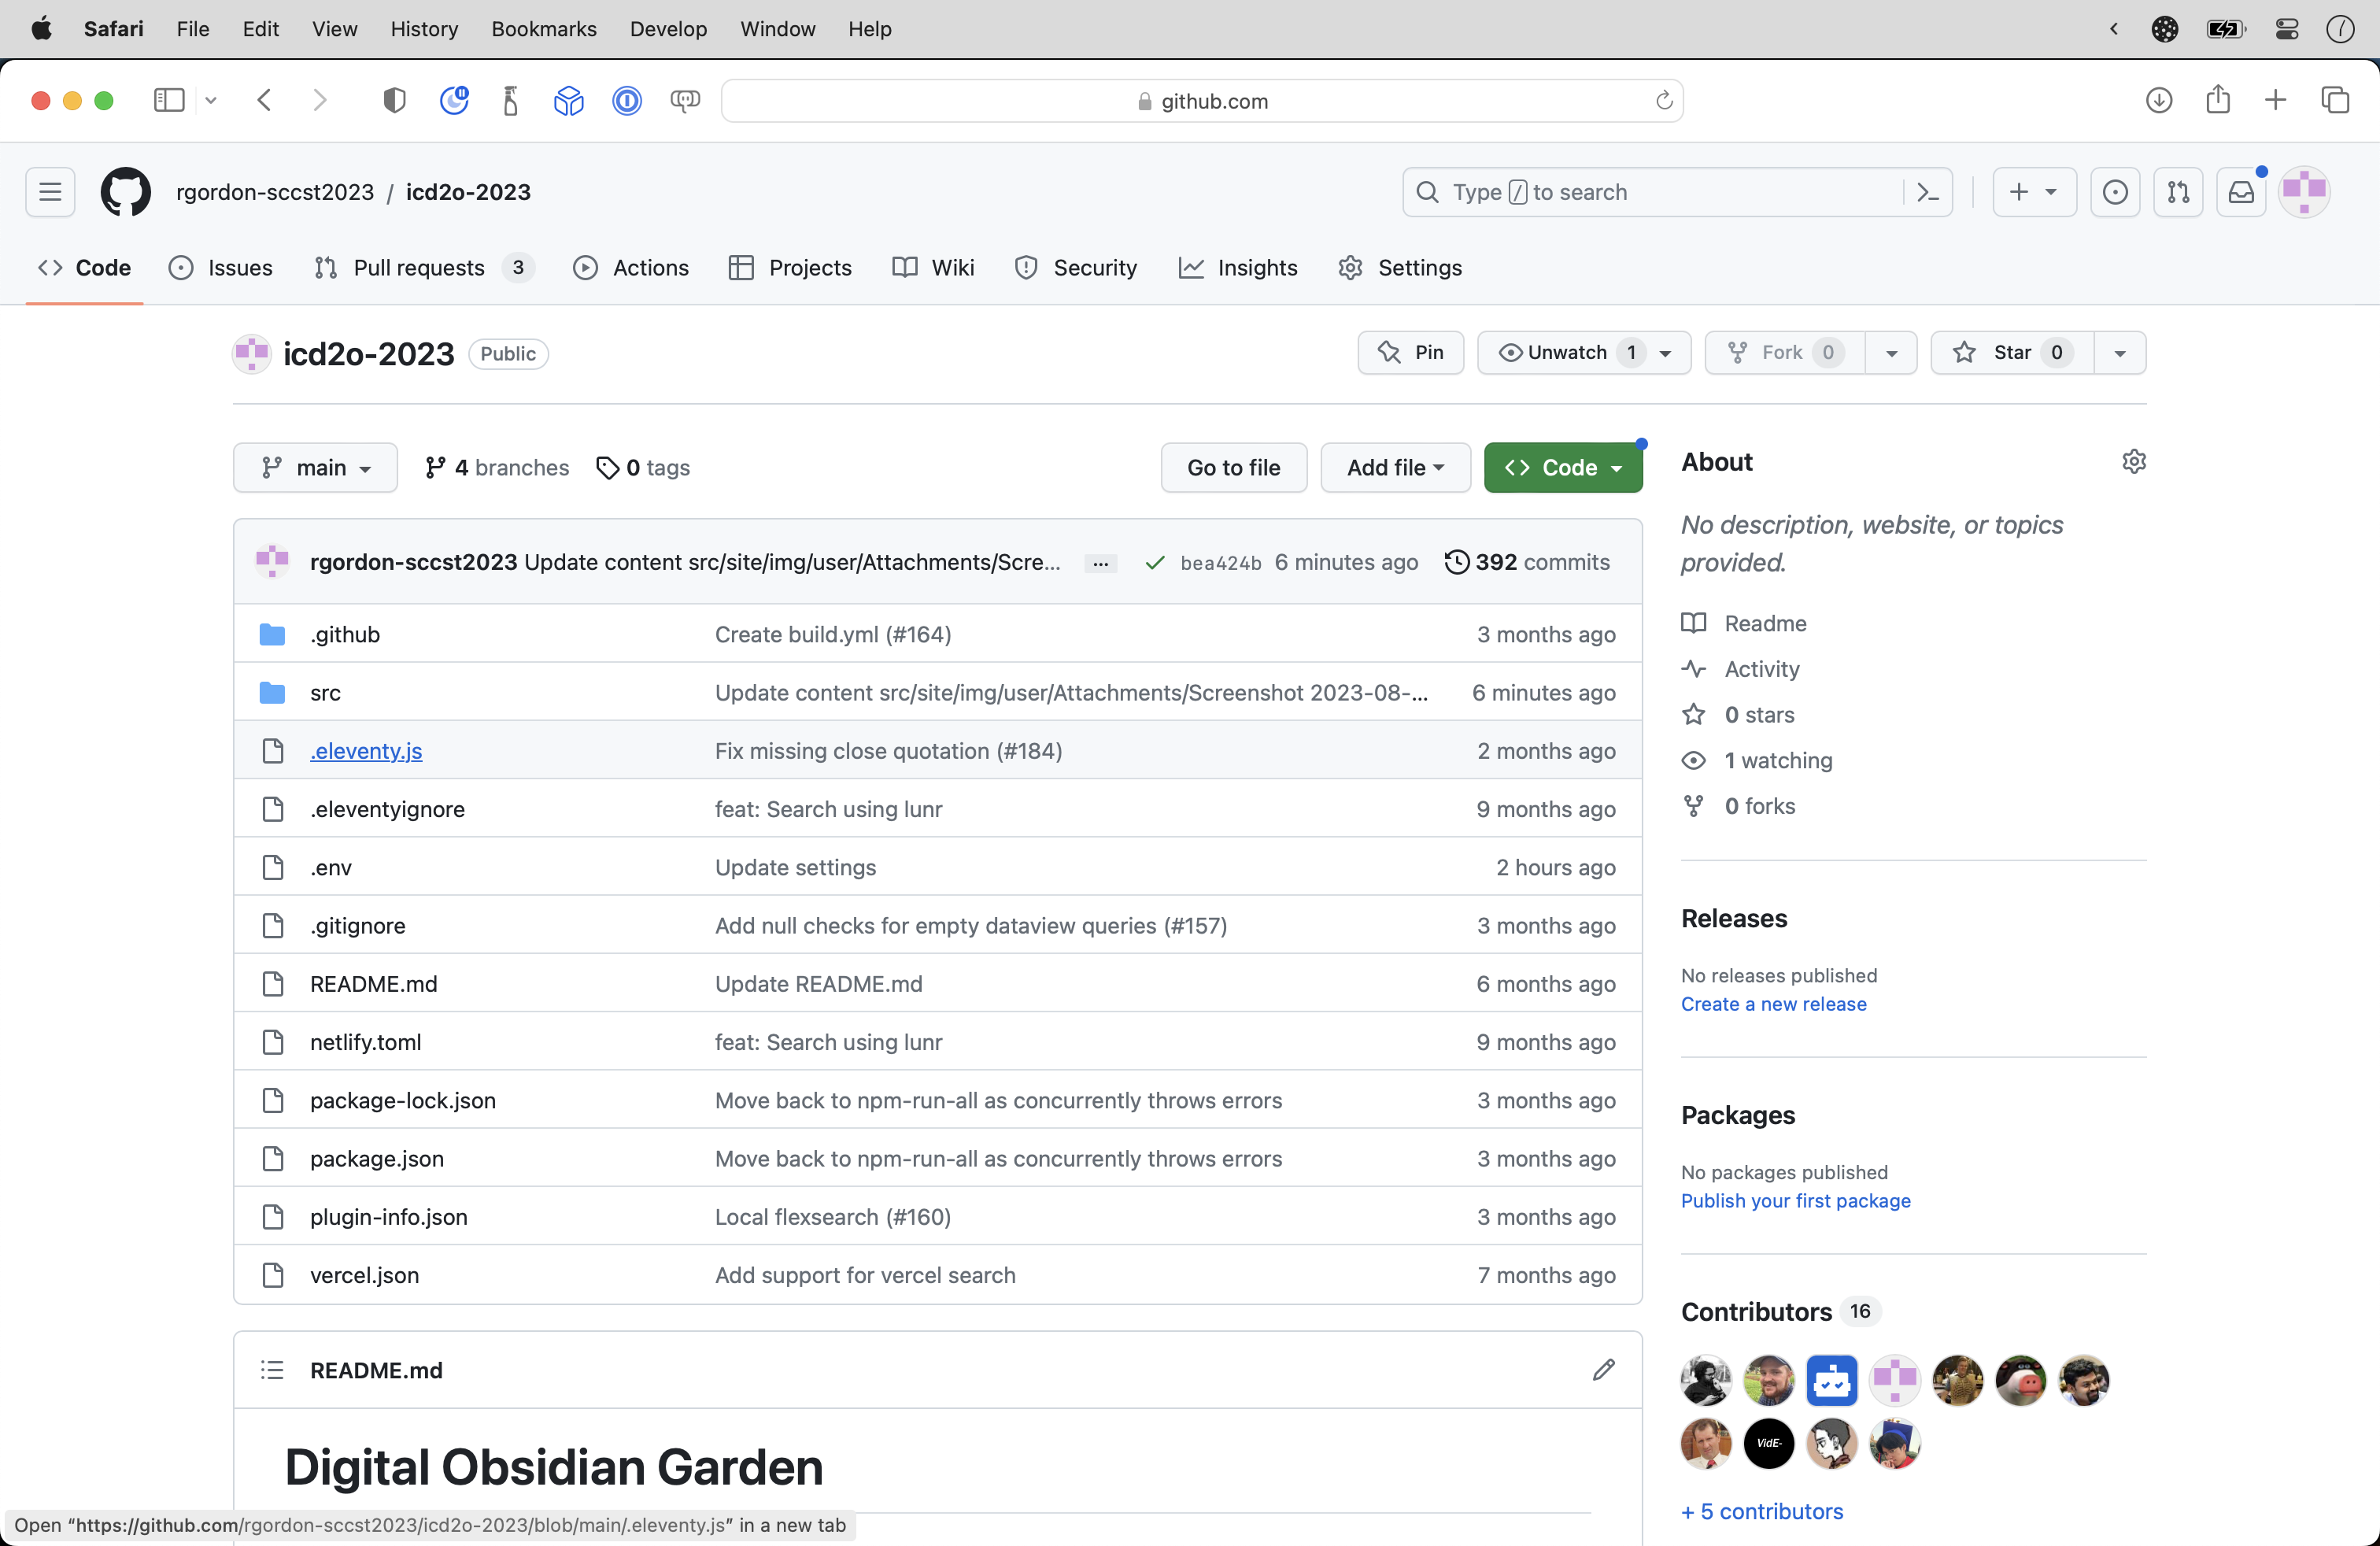 Safari File Edit View History Bookmarks Develop Window Help
github.com
rgordon-sccst2023 / icd2o-2023
Type / to search
Code Issues Pull requests 3 Actions Projects Wiki Security Insights Settings
icd2o-2023 Public
Pin Unwatch 1 Fork 0 Star 0
main 4 branches 0 tags
Go to file Add file Code
rgordon-sccst2023 Update content src/site/img/user/Attachments/Scre... ... bea424b 6 minutes ago 392 commits
.github Create build.yml (#164) 3 months ago
src Update content src/site/img/user/Attachments/Screenshot 2023-08-... 6 minutes ago
.eleventy.js Fix missing close quotation (#184) 2 months ago
.eleventyignore feat: Search using lunr 9 months ago
.env Update settings 2 hours ago
.gitignore Add null checks for empty dataview queries (#157) 3 months ago
README.md Update README.md 6 months ago
netlify.toml feat: Search using lunr 9 months ago
package-lock.json Move back to npm-run-all as concurrently throws errors 3 months ago
package.json Move back to npm-run-all as concurrently throws errors 3 months ago
plugin-info.json Local flexsearch (#160) 3 months ago
vercel.json Add support for vercel search 7 months ago
README.md
Digital Obsidian Garden
About
No description, website, or topics
provided.
Readme
Activity
0 stars
1 watching
0 forks
Releases
No releases published
Create a new release
Packages
No packages published
Publish your first package
Contributors 16
VidE-
+ 5 contributors
Open “https://github.com/rgordon-sccst2023/icd2o-2023/blob/main/.eleventy.js” in a new tab